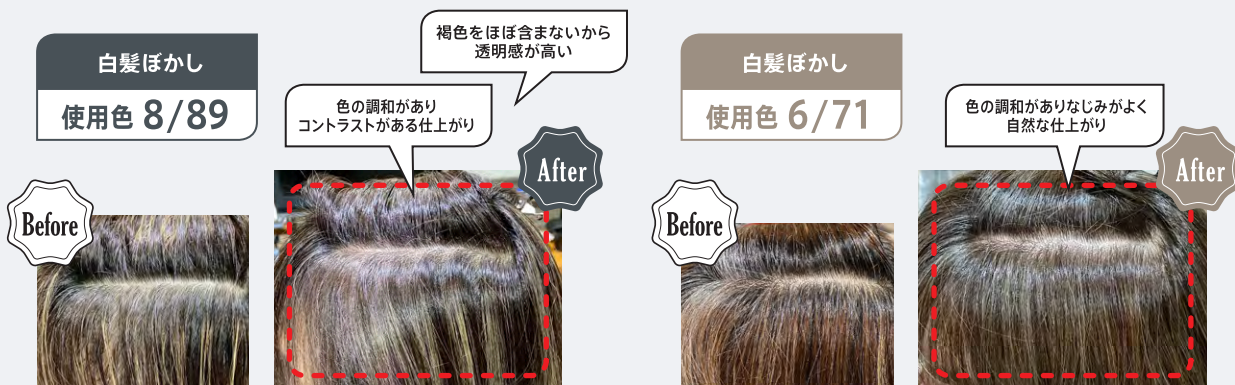 白髪ぼかし
使用色 8/89
褐色をほぼ含まないから
透明感が高い
色の調和があり
コントラストがある仕上がり
Before
After
白髪ぼかし
使用色 6/71
色の調和がありなじみがよく
自然な仕上がり
Before
After